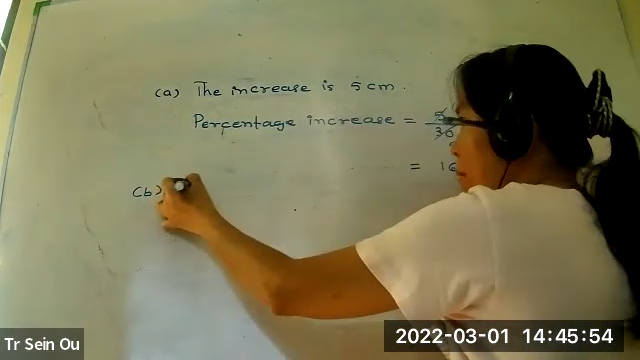 (a) The increase is 5 cm.
Percentage increase = 5/30
= 16
(b)
Tr Sein Ou
2022-03-01 14:45:54